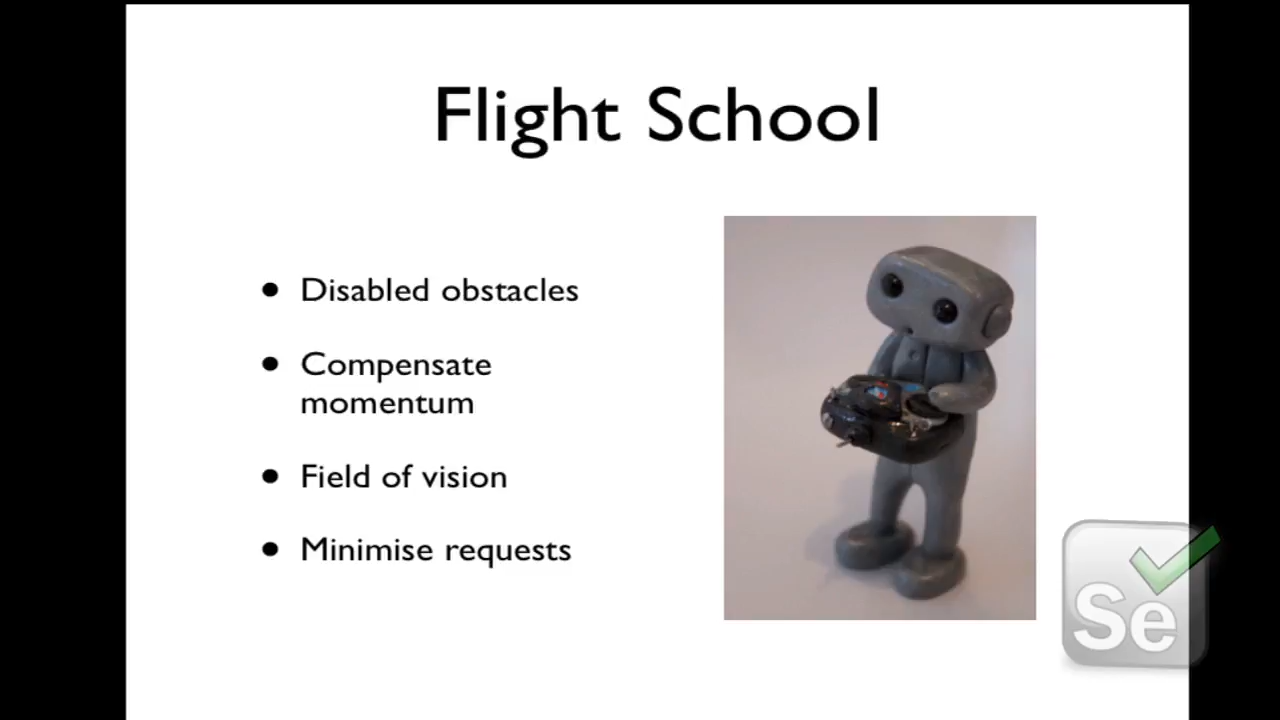 Flight School
• Disabled obstacles
• Compensate
momentum
• Field of vision
• Minimise requests
Se